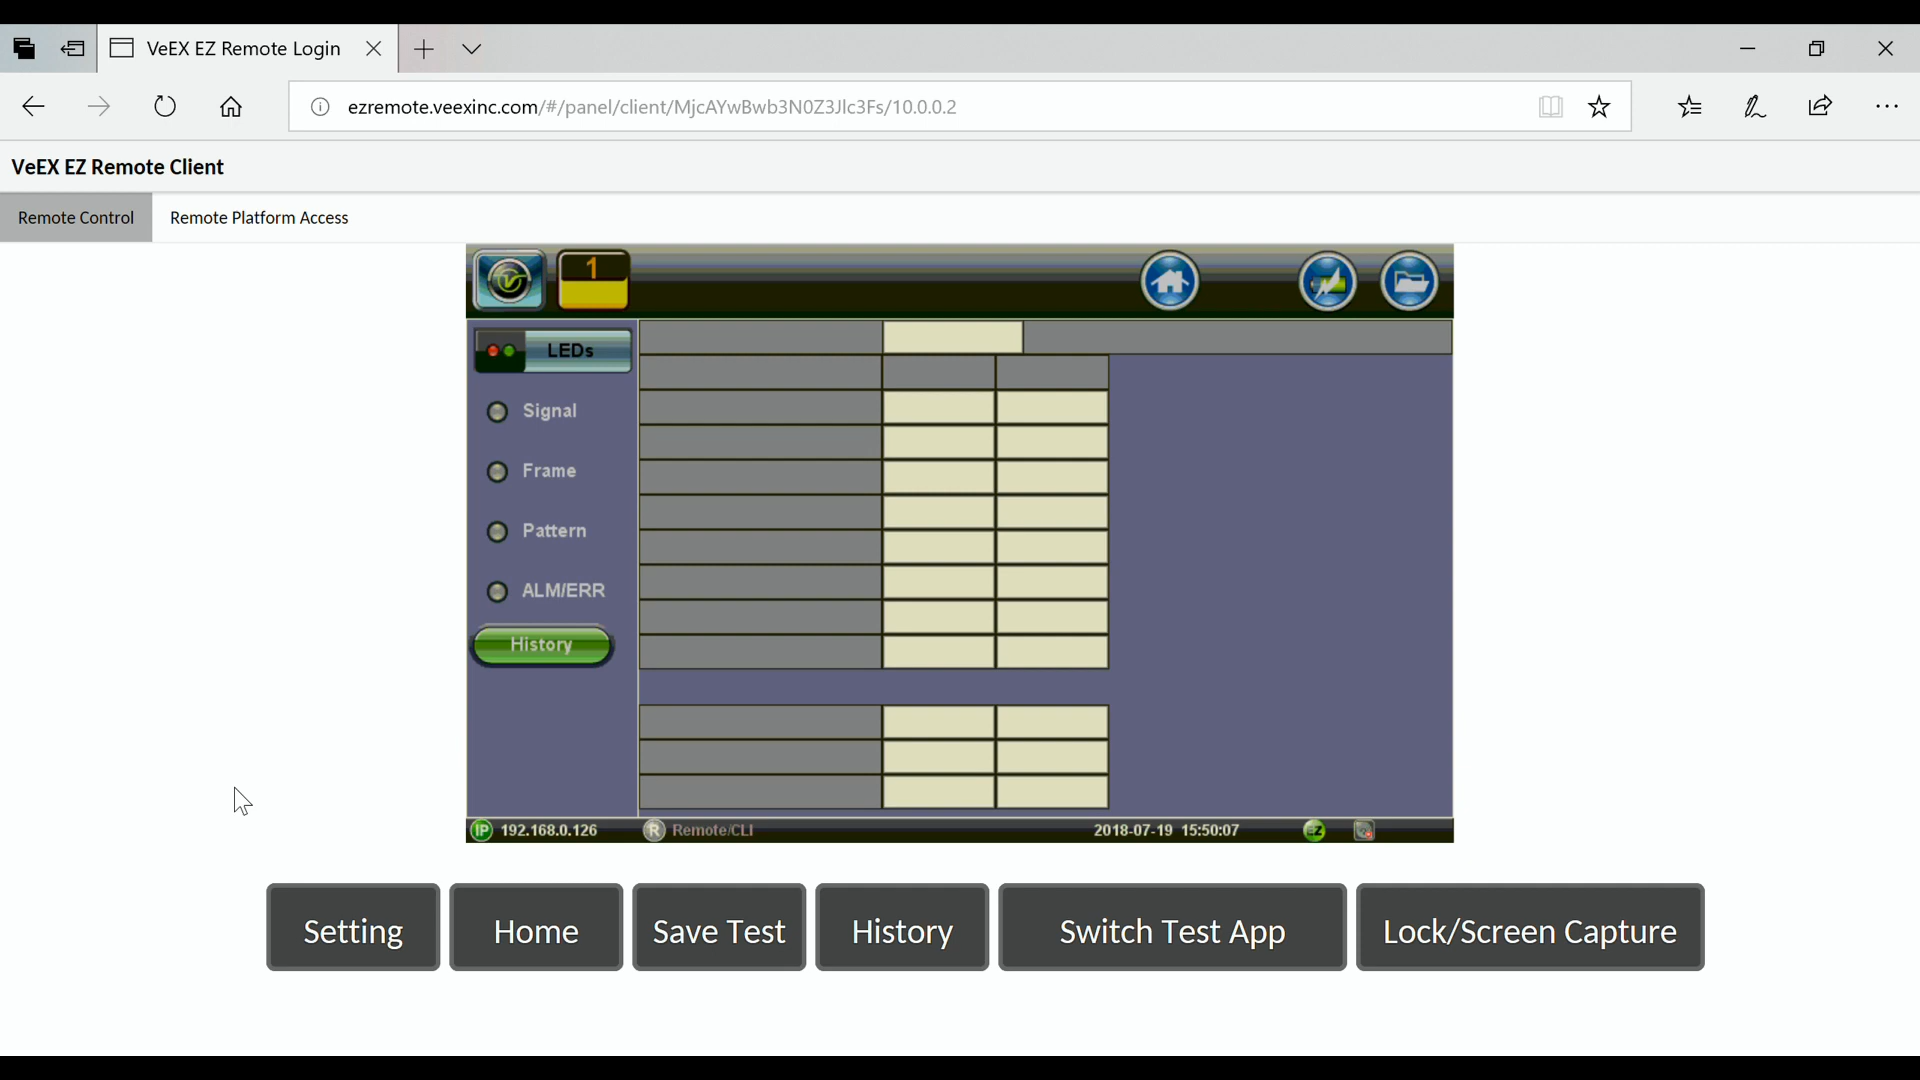 VeEX EZ Remote Login
ezremote.veexinc.com/#/panel/client/MjcAYwBwb3N0Z3Jlc3Fs/10.0.0.2
VeEX EZ Remote Client
Remote Control
Remote Platform Access
1
LEDs
Signal
Frame
Pattern
ALM/ERR
History
IP 192.168.0.126
R Remote/CLI
2018-07-19 15:50:07
EZ
Setting
Home
Save Test
History
Switch Test App
Lock/Screen Capture